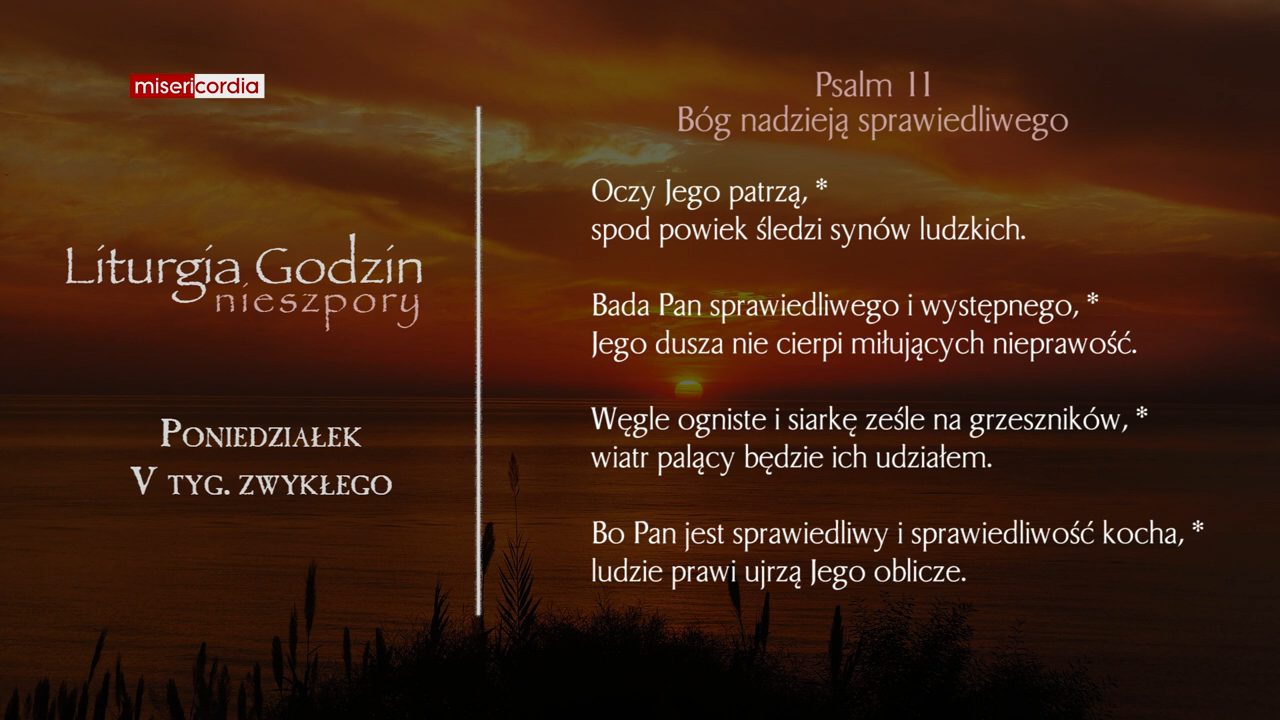 misericordia
Liturgia Godzin
nieszpory
Poniedziałek
V tyg. zwykłego
Psalm 11
Bóg nadzieją sprawiedliwego
Oczy Jego patrzą, *
spod powiek śledzi synów ludzkich.
Bada Pan sprawiedliwego i występnego, *
Jego dusza nie cierpi miłujących nieprawość.
Węgle ogniste i siarkę ześle na grzeszników, *
wiatr palący będzie ich udziałem.
Bo Pan jest sprawiedliwy i sprawiedliwość kocha, *
ludzie prawi ujrzą Jego oblicze.